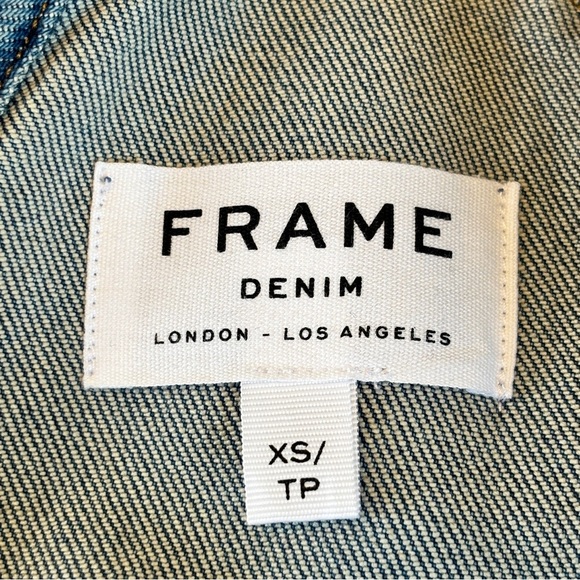 FRAME
DENIM
LONDON - LOS ANGELES
XS/
TP